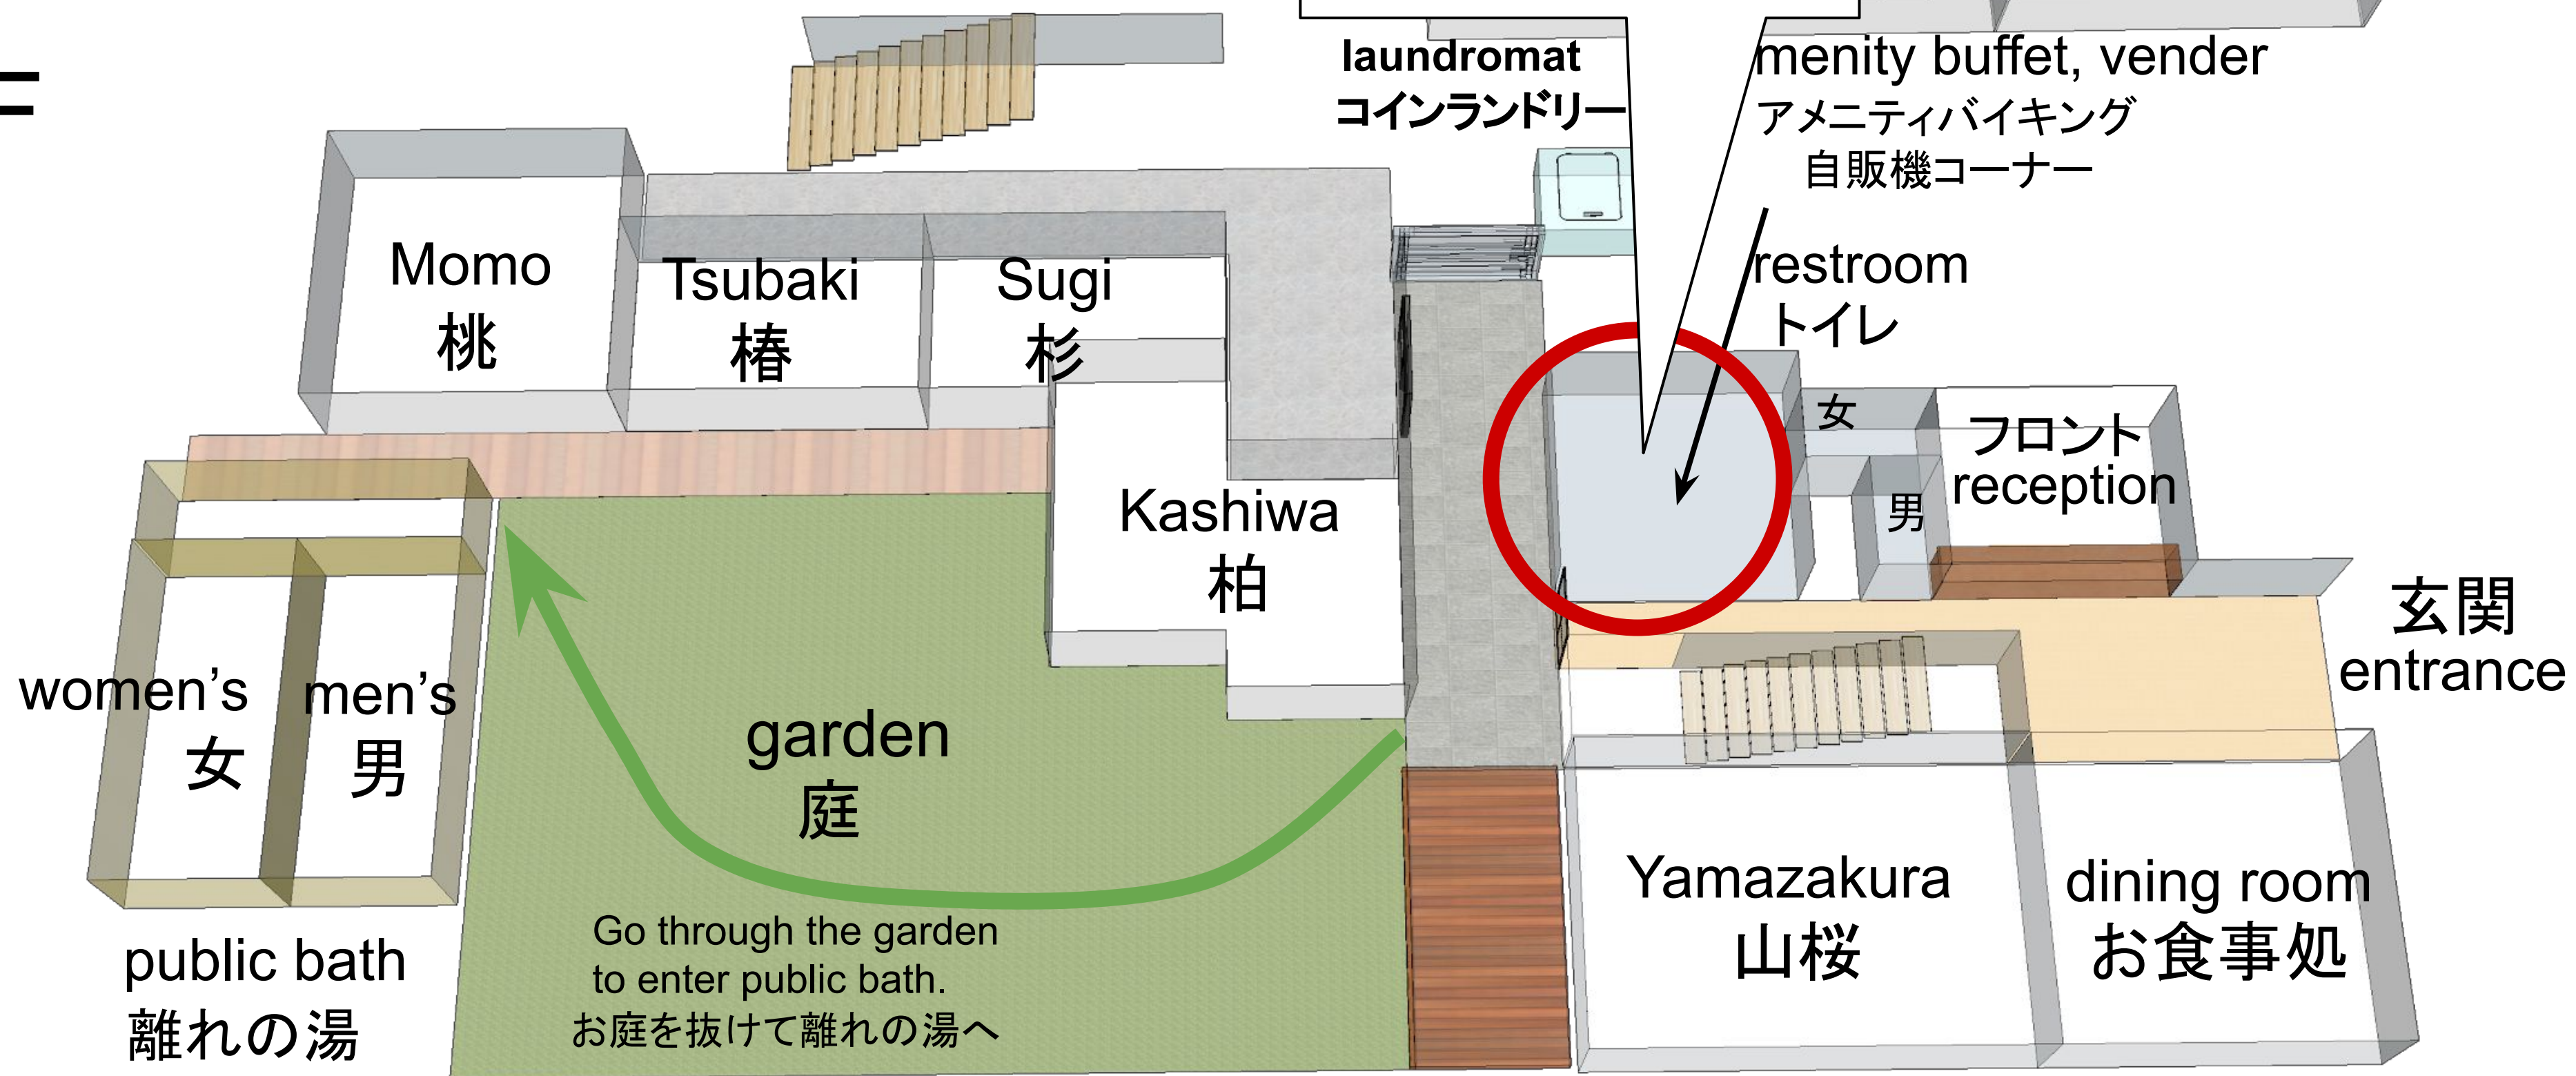 laundromat
コインランドリー
menity buffet, vender
アメニティバイキング
自販機コーナー
restroom
トイレ
Momo
桃
Tsubaki
椿
Sugi
杉
女
男
フロント
reception
Kashiwa
柏
玄関
entrance
women's
女
men's
男
garden
庭
Yamazakura
山桜
dining room
お食事処
Go through the garden
to enter public bath.
お庭を抜けて離れの湯へ
public bath
離れの湯